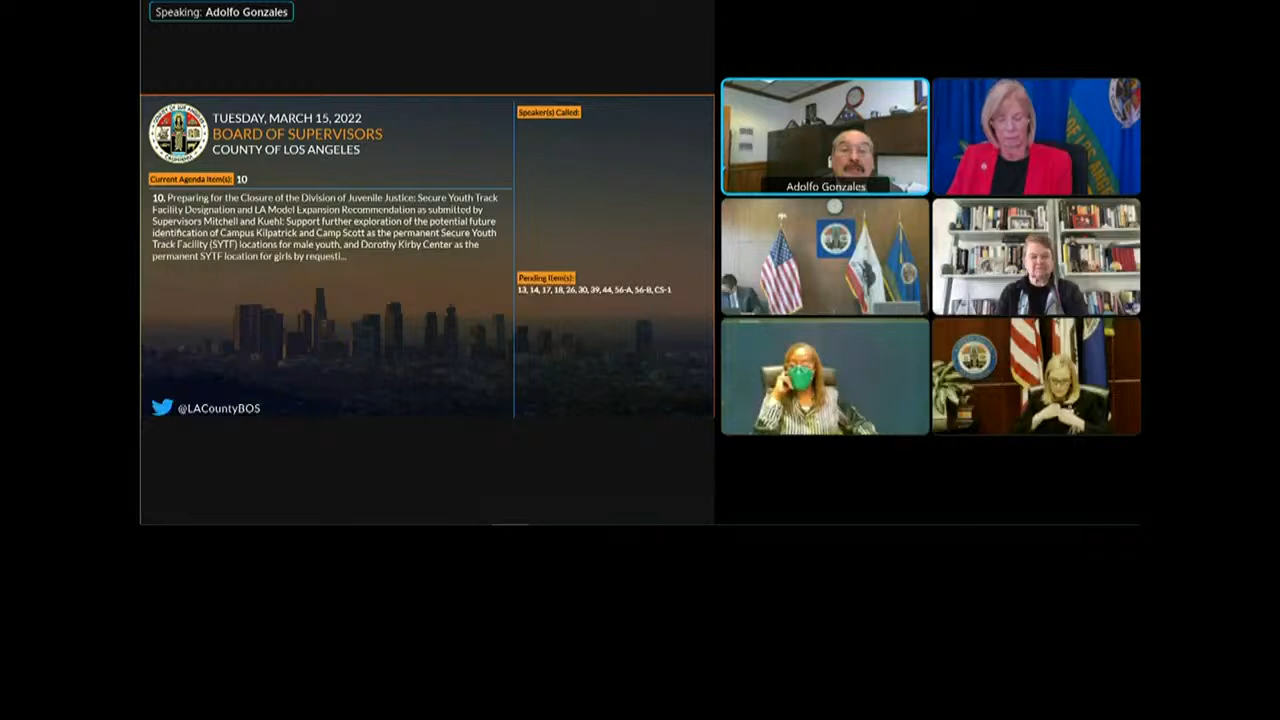 Speaking: Adolfo Gonzales
TUESDAY, MARCH 15, 2022
BOARD OF SUPERVISORS
COUNTY OF LOS ANGELES
Current Agenda Item(s): 10
10. Preparing for the Closure of the Division of Juvenile Justice: Secure Youth Track
Facility Designation and LA Model Expansion Recommendation as submitted by
Supervisors Mitchell and Kuehl: Support further exploration of the potential future
identification of Campus Kilpatrick and Camp Scott as the permanent Secure Youth
Track Facility (SYTF) locations for male youth, and Dorothy Kirby Center as the
permanent SYTF location for girls by requesti...
@LACountyBOS
Speaker(s) Called:
Pending Item(s):
13, 14, 17, 18, 26, 30, 39, 44, 56-A, 56-B, CS-1
Adolfo Gonzales